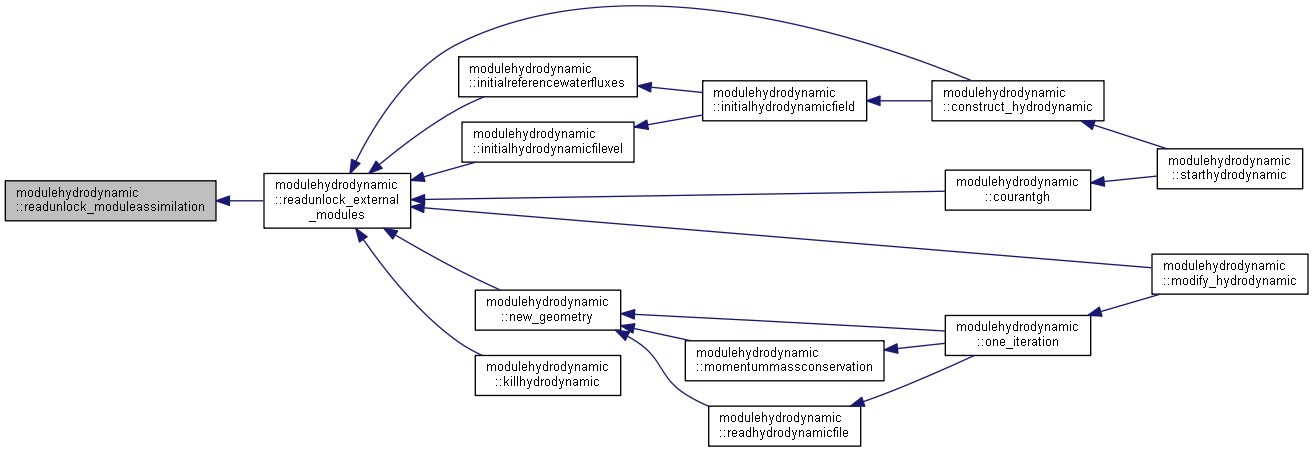 modulehydrodynamic
::readunlock_moduleassimilation
modulehydrodynamic
::readunlock_external
_modules
modulehydrodynamic
::initialreferencewaterfluxes
modulehydrodynamic
::initialhydrodynamicfilevel
modulehydrodynamic
::initialhydrodynamicfield
modulehydrodynamic
::construct_hydrodynamic
modulehydrodynamic
::starthydrodynamic
modulehydrodynamic
::courantgh
modulehydrodynamic
::modify_hydrodynamic
modulehydrodynamic
::new_geometry
modulehydrodynamic
::one_iteration
modulehydrodynamic
::momentummassconservation
modulehydrodynamic
::killhydrodynamic
modulehydrodynamic
::readhydrodynamicfile